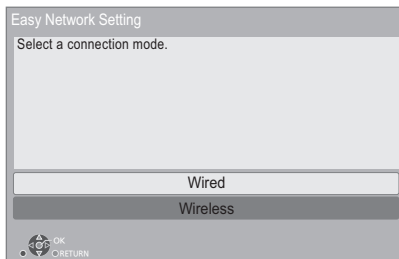 Easy Network Setting
Select a connection mode.
Wired
Wireless
OK
RETURN